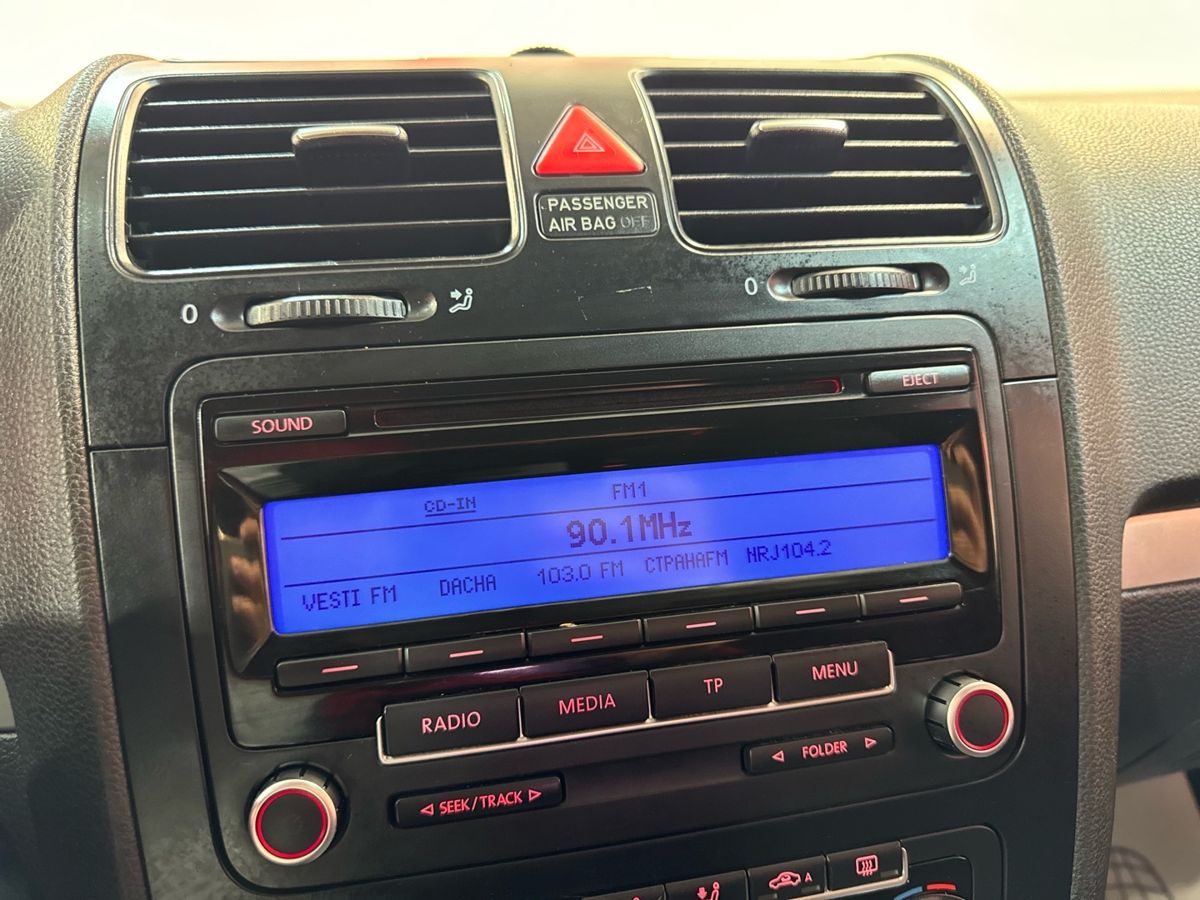 PASSENGER
AIR BAG OFF
0
0
SOUND
EJECT
CD-IN
FM1
90.1MHz
VESTI FM DACHA 103.0 FM CTPAHAFM NRJ104.2
RADIO
MEDIA
TP
MENU
SEEK/TRACK
FOLDER
A